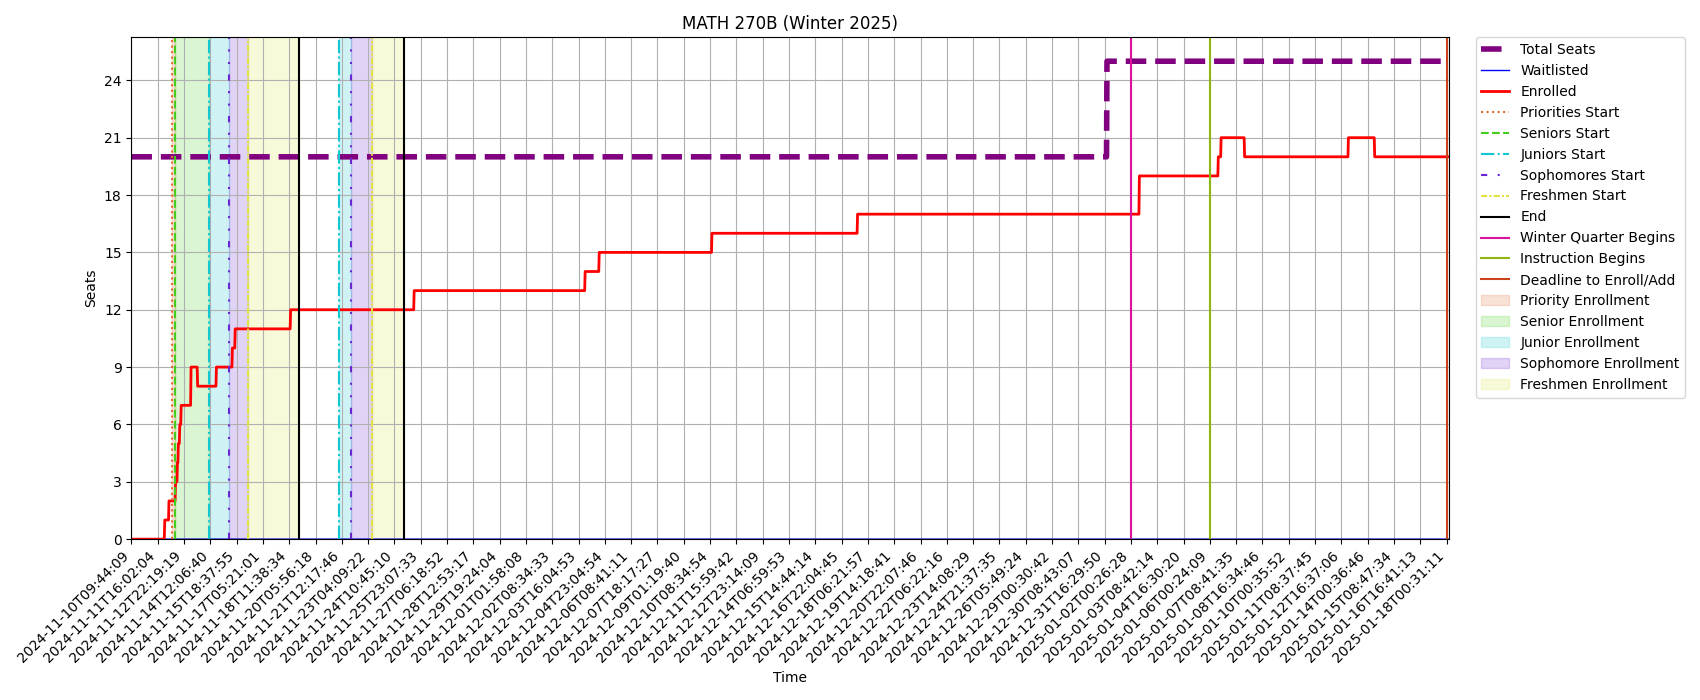 MATH 270B (Winter 2025)
Seats
24
21
18
15
12
9
6
3
0
2024-11-10T09:44:09
2024-11-11T16:02:04
2024-11-12T22:19:19
2024-11-14T12:06:40
2024-11-15T18:37:55
2024-11-17T05:21:01
2024-11-18T11:38:34
2024-11-20T05:56:18
2024-11-21T12:17:46
2024-11-23T04:09:22
2024-11-24T10:45:10
2024-11-25T23:07:33
2024-11-27T06:18:52
2024-11-28T12:53:17
2024-11-29T19:24:04
2024-12-01T01:58:08
2024-12-02T08:34:33
2024-12-03T16:04:53
2024-12-04T23:04:54
2024-12-06T08:41:11
2024-12-07T18:17:27
2024-12-09T01:19:40
2024-12-10T08:34:54
2024-12-11T15:59:42
2024-12-12T23:14:09
2024-12-14T06:59:53
2024-12-15T14:44:14
2024-12-16T22:04:45
2024-12-18T06:21:57
2024-12-19T14:18:41
2024-12-20T22:07:46
2024-12-22T06:22:16
2024-12-23T14:08:29
2024-12-24T21:37:35
2024-12-26T05:49:24
2024-12-29T00:30:42
2024-12-30T08:43:07
2024-12-31T16:29:50
2025-01-02T00:26:28
2025-01-03T08:42:14
2025-01-04T16:30:20
2025-01-06T00:24:09
2025-01-07T08:41:35
2025-01-08T16:34:46
2025-01-10T00:35:52
2025-01-11T08:37:45
2025-01-12T16:37:06
2025-01-14T00:36:46
2025-01-15T08:47:34
2025-01-16T16:41:13
2025-01-18T00:31:11
Time
Total Seats
Waitlisted
Enrolled
Priorities Start
Seniors Start
Juniors Start
Sophomores Start
Freshmen Start
End
Winter Quarter Begins
Instruction Begins
Deadline to Enroll/Add
Priority Enrollment
Senior Enrollment
Junior Enrollment
Sophomore Enrollment
Freshmen Enrollment